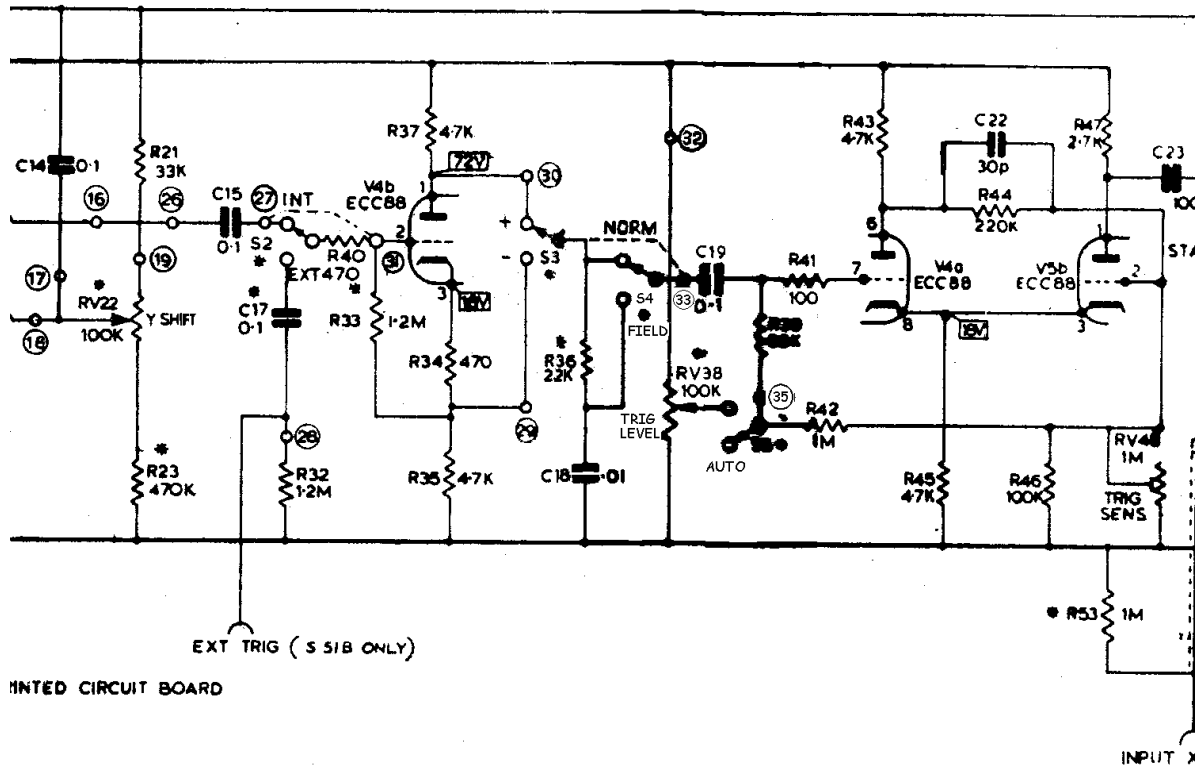 C14
0·1
R21
33K
16
26
17
18
19
RV22
100K
Y SHIFT
*
R23
470K
*
C15
0·1
27
INT
S2
*
EXT
R40
470
*
C17
0·1
28
R32
1·2M
R33
1·2M
31
R37
4·7K
72V
V4b
ECC88
1
2
3
R34
470
R35
4·7K
30
+
-
S3
*
29
NORM
S4
FIELD
R36
22K
*
C18
·01
32
33
C19
0·1
RV38
100K
*
TRIG
LEVEL
AUTO
35
R41
100
R42
1M
R43
4·7K
C22
30p
R44
220K
R47
2·7K
C23
100
6
7
8
V4a
ECC88
18V
V5b
ECC88
1
2
3
STA
R45
47K
R46
100K
1M
TRIG
SENS
* R53
1M
EXT TRIG ( S 51B ONLY)
INTED CIRCUIT BOARD
INPUT X